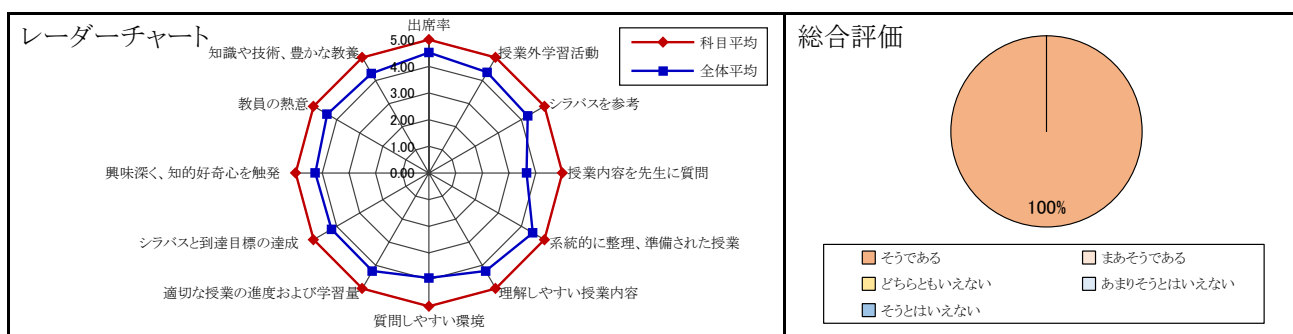 レーダーチャート
出席率
授業外学習活動
シラバスを参考
授業内容を先生に質問
系統的に整理、準備された授業
理解しやすい授業内容
質問しやすい環境
適切な授業の進度および学習量
シラバスと到達目標の達成
興味深く、知的好奇心を触発
教員の熱意
知識や技術、豊かな教養
5.00
4.00
3.00
2.00
1.00
0.00
科目平均
全体平均
総合評価
100%
そうである
まあそうである
どちらともいえない
あまりそうとはいえない
そうとはいえない